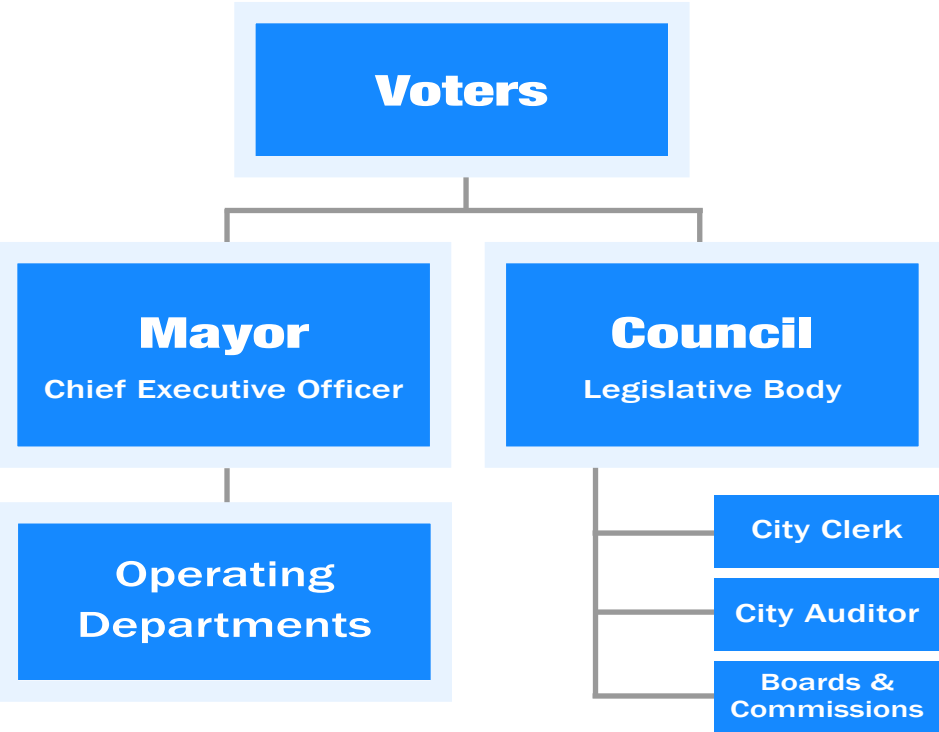 Voters
Mayor
Chief Executive Officer
Council
Legislative Body
Operating
Departments
City Clerk
City Auditor
Boards &
Commissions